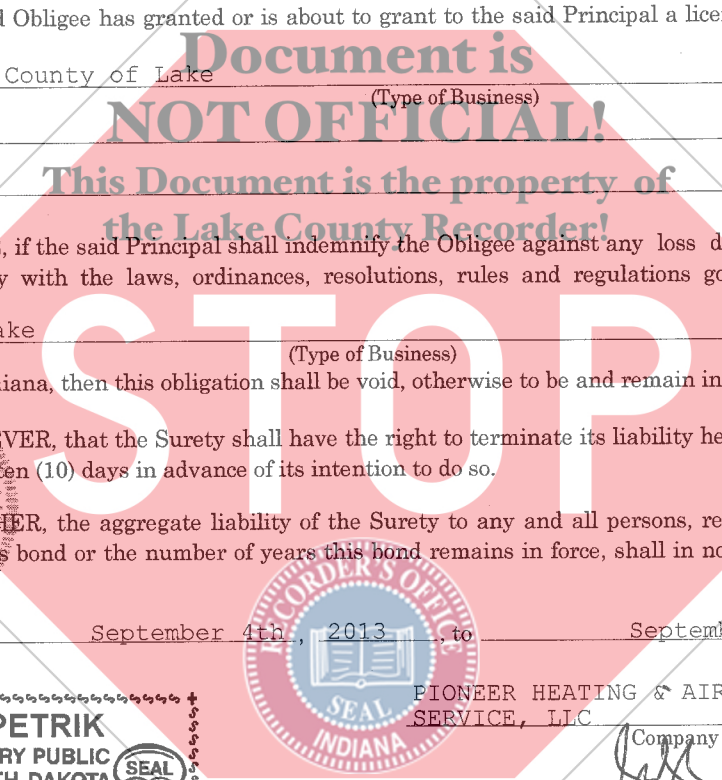 Obligee has granted or is about to grant to the said Principal a
Document is
County of Lake
(Type of Business)
NOT OFFICIAL!
This Document is the property of
the Lake County Recorder!
, if the said Principal shall indemnify the Obligee against any loss
with the laws, ordinances, resolutions, rules and regulations
ake
(Type of Business)
STOP
iana, then this obligation shall be void, otherwise to be and remain in
VER, that the Surety shall have the right to terminate its liability
en (10) days in advance of its intention to do so.
HER, the aggregate liability of the Surety to any and all persons,
s bond or the number of years this bond remains in force, shall in
RECORDER'S OFFICE
September 4th, 2013, to Septem
SEAL
INDIANA
PIONEER HEATING & AIR
SERVICE, LLC
Company
PETRIK
RY PUBLIC
TH DAKOTA
SEAL